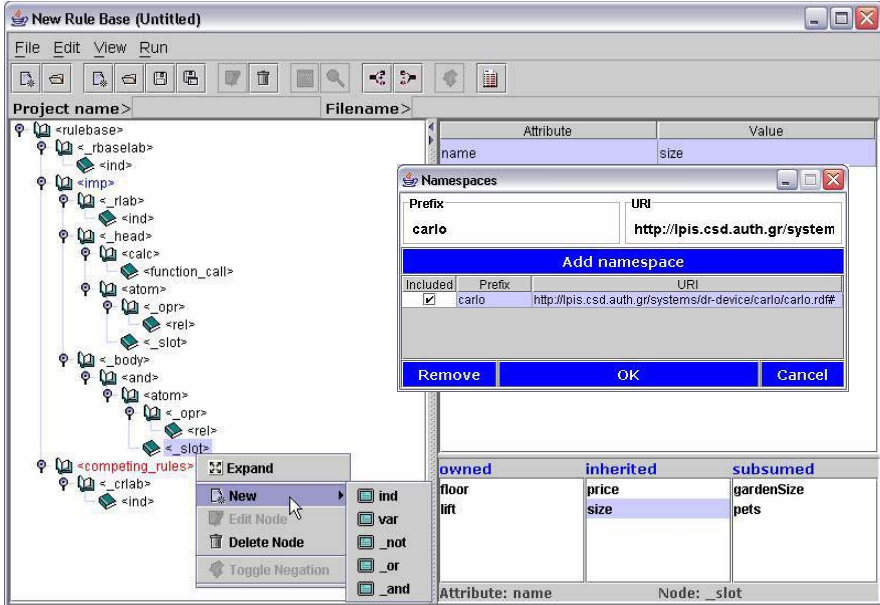 New Rule Base (Untitled)
File Edit View Run
Project name> Filename>
<rulebase>
<_rbaselab>
<ind>
<imp>
<_rlab>
<ind>
<_head>
<calc>
<function_call>
<atom>
<_opr>
<rel>
<_slot>
<_body>
<and>
<atom>
<_opr>
<rel>
<_slot>
<competing_rules>
<_crlab>
<ind>
Expand
New
Edit Node
Delete Node
Toggle Negation
ind
var
_not
_or
_and
Attribute Value
name size
Namespaces
Prefix URI
carlo http://lpis.csd.auth.gr/system
Add namespace
Included Prefix URI
carlo http://lpis.csd.auth.gr/systems/dr-device/carlo/carlo.rdf#
Remove OK Cancel
owned inherited subsumed
floor price gardenSize
lift size pets
Attribute: name Node: _slot